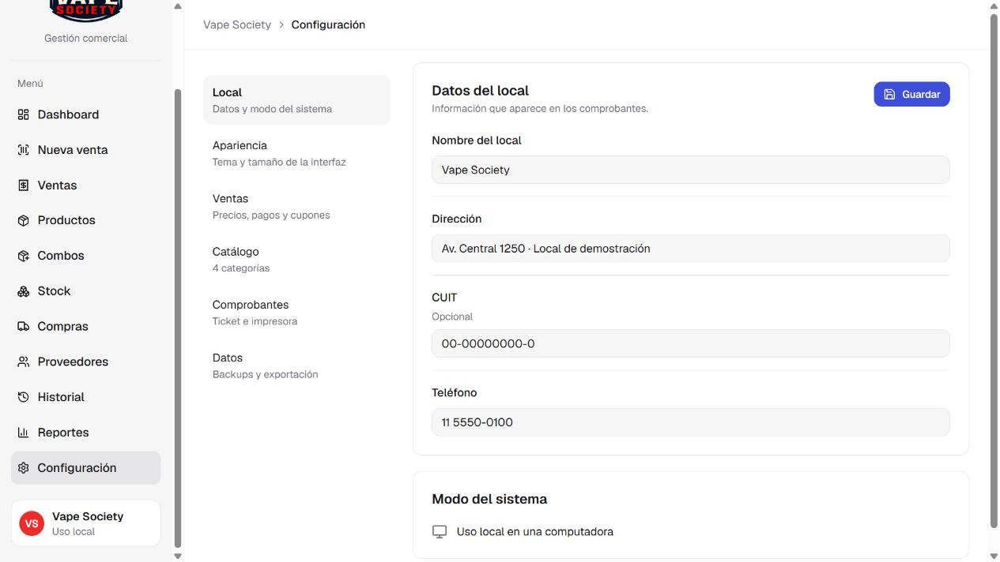 SOCIETY
Gestión comercial
Menú
Dashboard
Nueva venta
Ventas
Productos
Combos
Stock
Compras
Proveedores
Historial
Reportes
Configuración
VS
Vape Society
Uso local
Vape Society > Configuración
Local
Datos y modo del sistema
Apariencia
Tema y tamaño de la interfaz
Ventas
Precios, pagos y cupones
Catálogo
4 categorías
Comprobantes
Ticket e impresora
Datos
Backups y exportación
Datos del local
Información que aparece en los comprobantes.
Guardar
Nombre del local
Vape Society
Dirección
Av. Central 1250 · Local de demostración
CUIT
Opcional
00-00000000-0
Teléfono
11 5550-0100
Modo del sistema
Uso local en una computadora